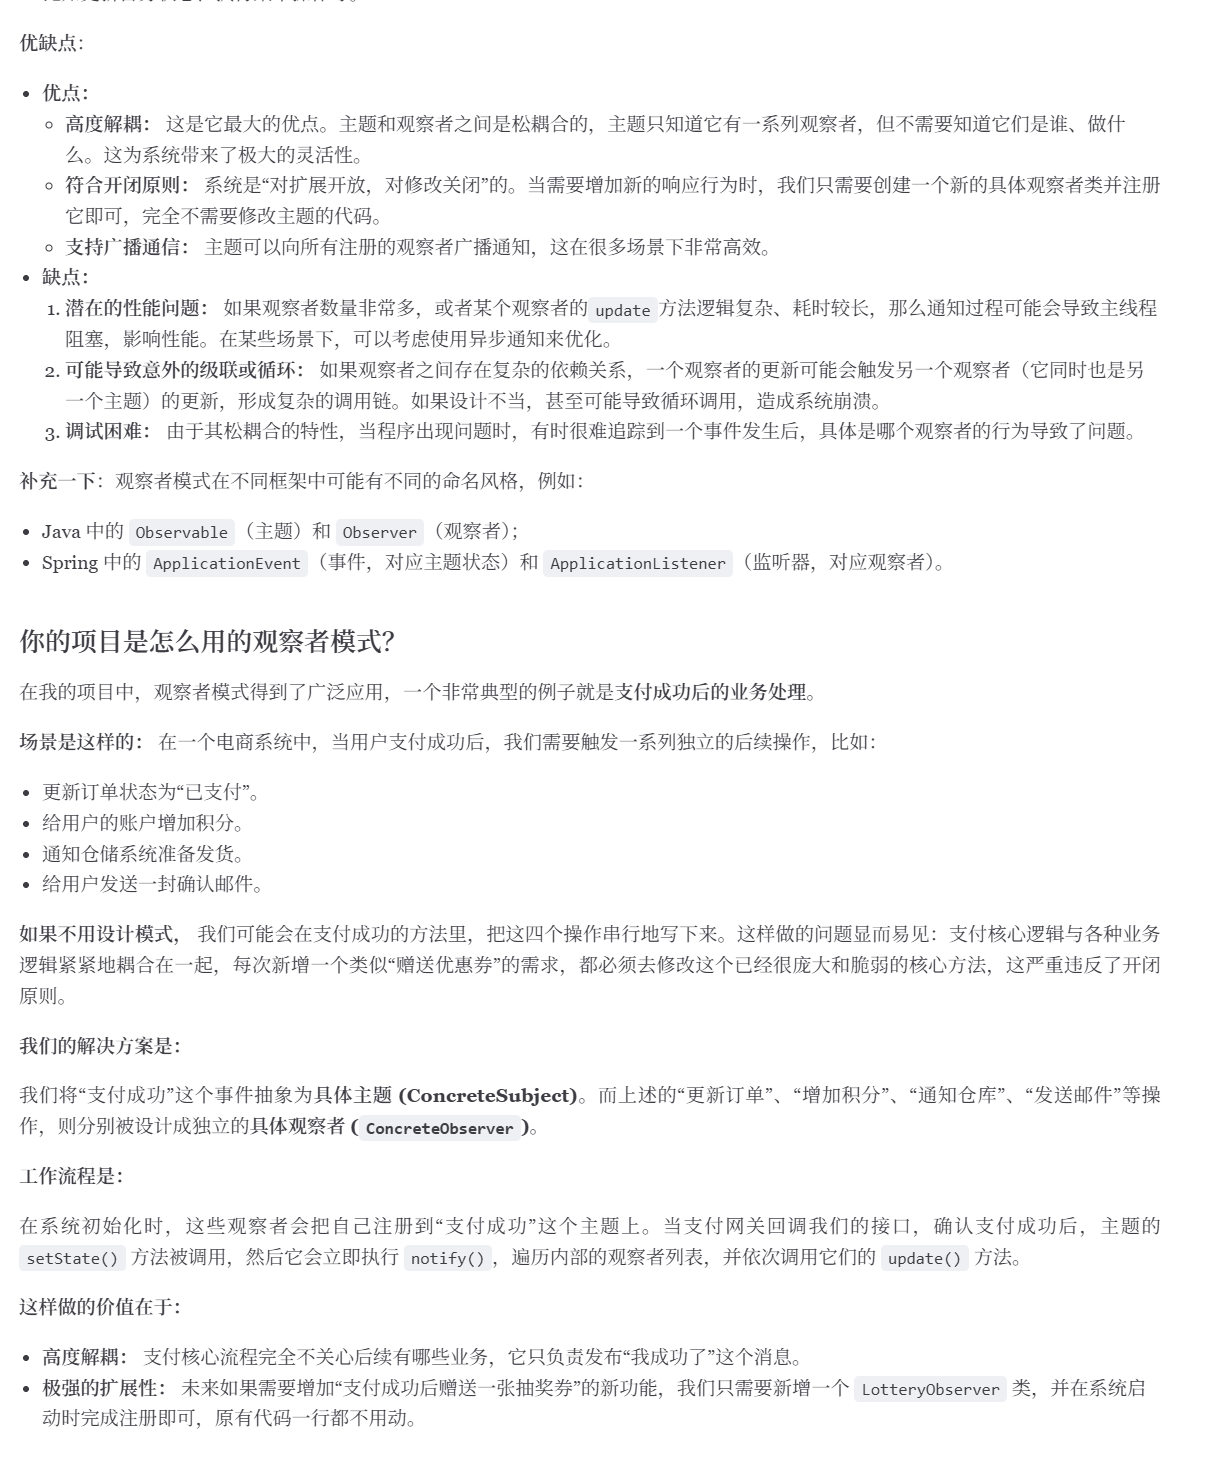 优缺点：
• 优点：
◦ 高度解耦： 这是它最大的优点。主题和观察者之间是松耦合的，主题只知道它有一系列观察者，但不需要知道它们是谁、做什
么。这为系统带来了极大的灵活性。
◦ 符合开闭原则： 系统是“对扩展开放，对修改关闭”的。当需要增加新的响应行为时，我们只需要创建一个新的具体观察者类并注册
它即可，完全不需要修改主题的代码。
◦ 支持广播通信： 主题可以向所有注册的观察者广播通知，这在很多场景下非常高效。
• 缺点：
1. 潜在的性能问题： 如果观察者数量非常多，或者某个观察者的update方法逻辑复杂、耗时较长，那么通知过程可能会导致主线程
阻塞，影响性能。在某些场景下，可以考虑使用异步通知来优化。
2. 可能导致意外的级联或循环： 如果观察者之间存在复杂的依赖关系，一个观察者的更新可能会触发另一个观察者（它同时也是另
一个主题）的更新，形成复杂的调用链。如果设计不当，甚至可能导致循环调用，造成系统崩溃。
3. 调试困难： 由于其松耦合的特性，当程序出现问题时，有时很难追踪到一个事件发生后，具体是哪个观察者的行为导致了问题。
补充一下：观察者模式在不同框架中可能有不同的命名风格，例如：
• Java 中的 Observable（主题）和 Observer（观察者）；
• Spring 中的 ApplicationEvent（事件，对应主题状态）和 ApplicationListener（监听器，对应观察者）。
你的项目是怎么用的观察者模式？
在我的项目中，观察者模式得到了广泛应用，一个非常典型的例子就是支付成功后的业务处理。
场景是这样的： 在一个电商系统中，当用户支付成功后，我们需要触发一系列独立的后续操作，比如：
• 更新订单状态为“已支付”。
• 给用户的账户增加积分。
• 通知仓储系统准备发货。
• 给用户发送一封确认邮件。
如果不用设计模式， 我们可能会在支付成功的方法里，把这四个操作串行地写下来。这样做的问题显而易见：支付核心逻辑与各种业务
逻辑紧紧地耦合在一起，每次新增一个类似“赠送优惠券”的需求，都必须去修改这个已经很庞大和脆弱的核心方法，这严重违反了开闭
原则。
我们的解决方案是：
我们将“支付成功”这个事件抽象为具体主题 (ConcreteSubject)。而上述的“更新订单”、“增加积分”、“通知仓库”、“发送邮件”等操
作，则分别被设计成独立的具体观察者 (ConcreteObserver)。
工作流程是：
在系统初始化时，这些观察者会把自己注册到“支付成功”这个主题上。当支付网关回调我们的接口，确认支付成功后，主题的
setState() 方法被调用，然后它会立即执行 notify()，遍历内部的观察者列表，并依次调用它们的 update() 方法。
这样做的价值在于：
• 高度解耦： 支付核心流程完全不关心后续有哪些业务，它只负责发布“我成功了”这个消息。
• 极强的扩展性： 未来如果需要增加“支付成功后赠送一张抽奖券”的新功能，我们只需要新增一个 LotteryObserver 类，并在系统启
动时完成注册即可，原有代码一行都不用动。